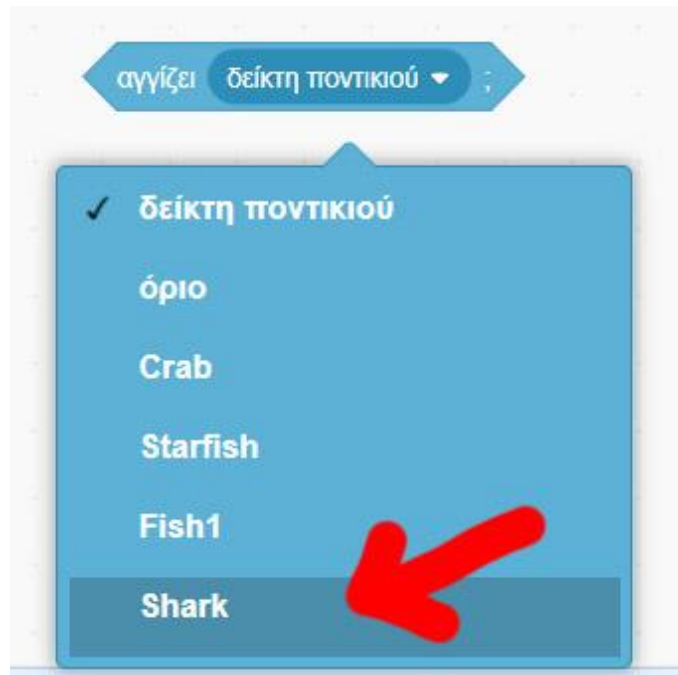 αγγίζει δείκτη ποντικιού ;
δείκτη ποντικιού
όριο
Crab
Starfish
Fish1
Shark